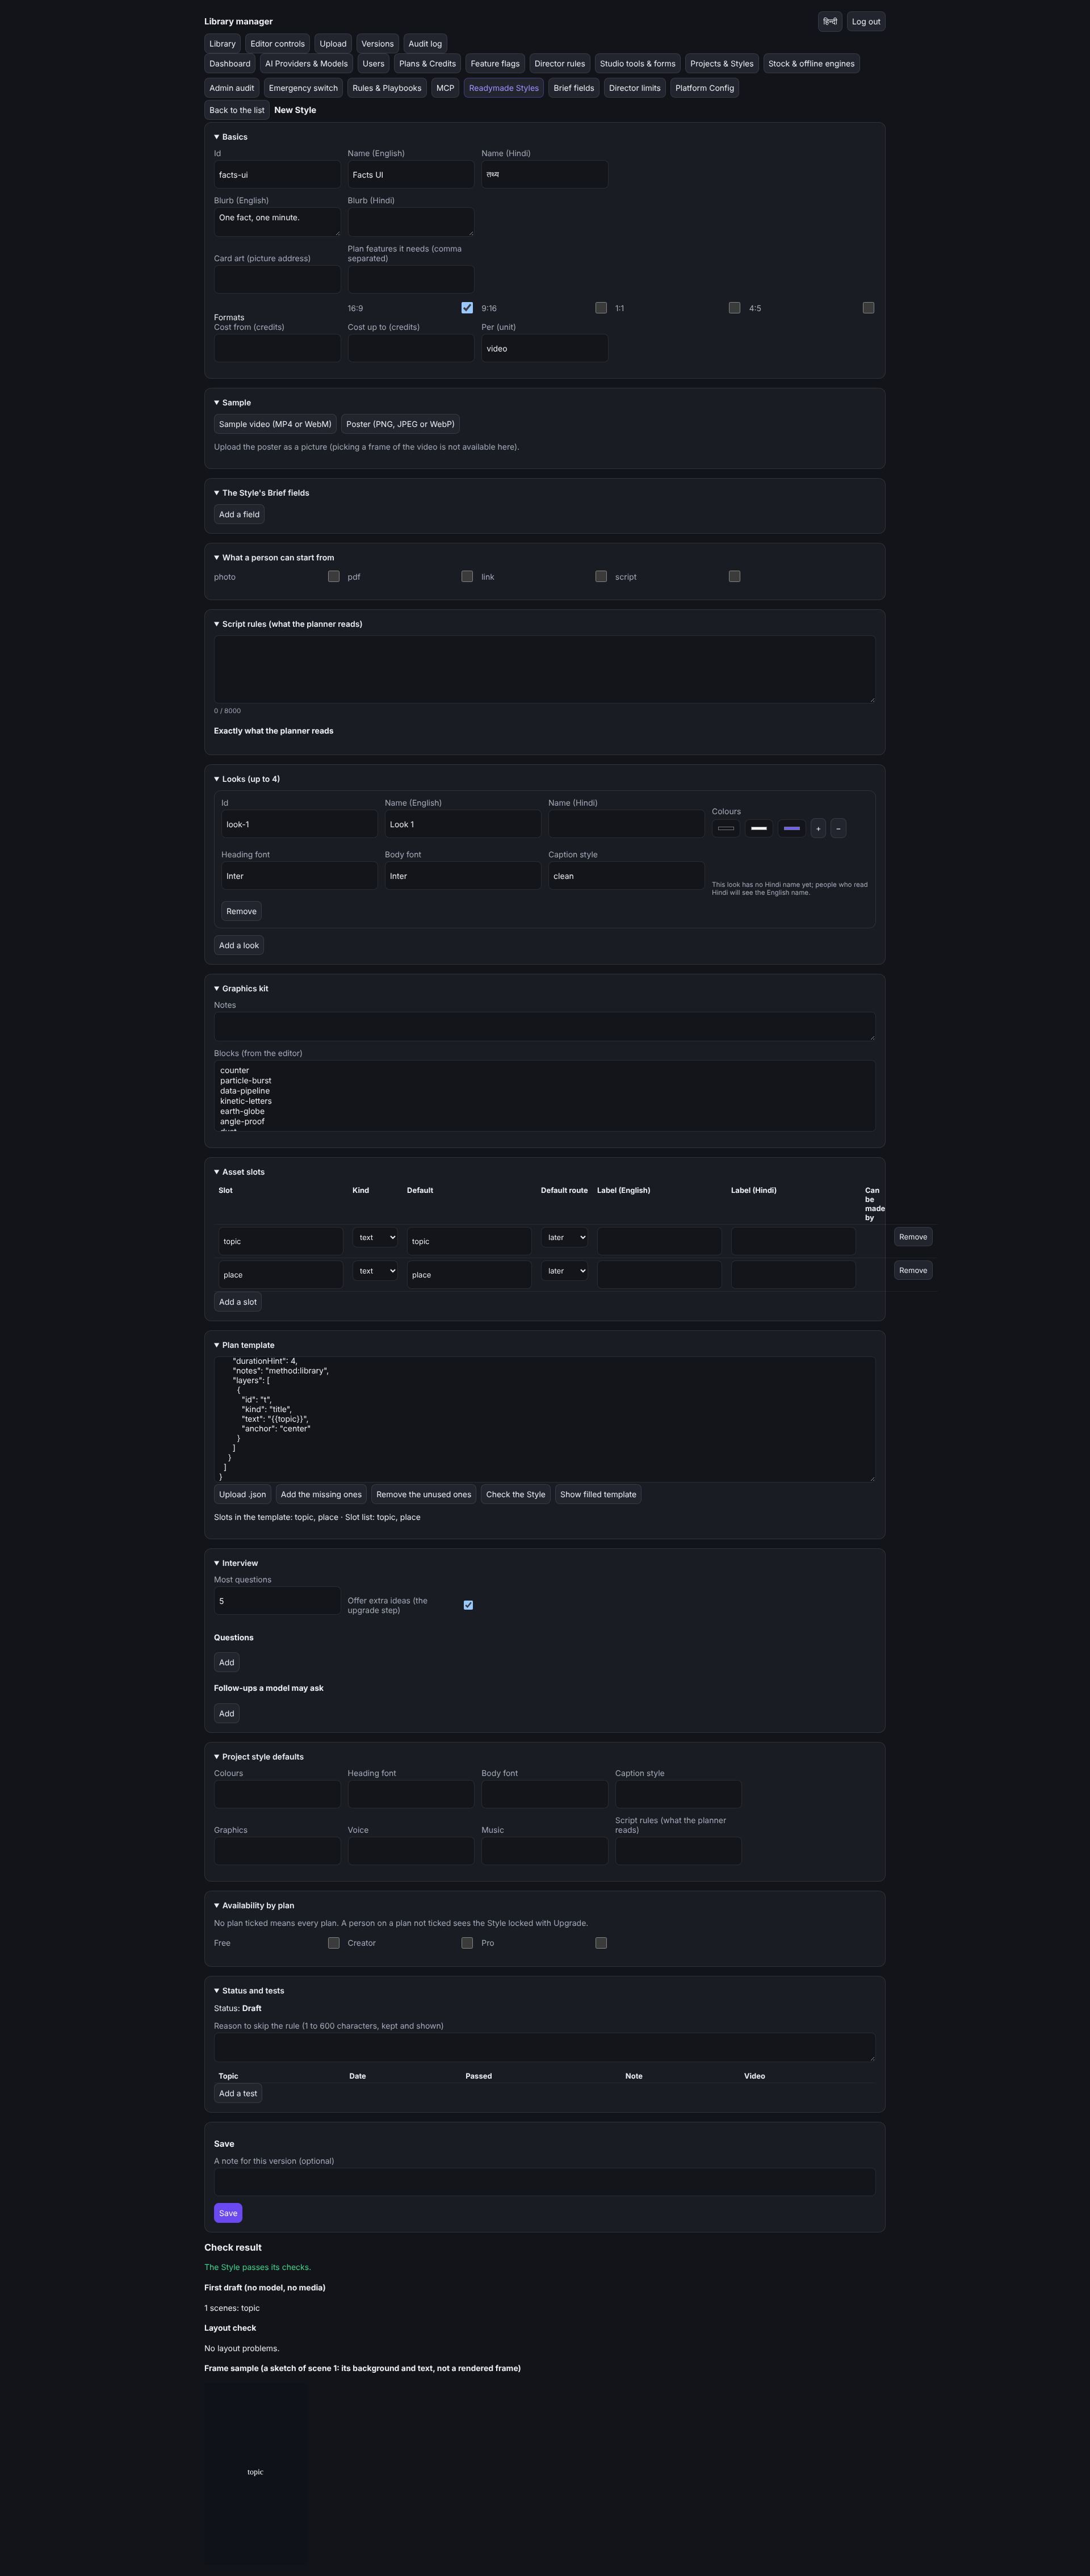 Library manager
हिन्दी Log out
Library Editor controls Upload Versions Audit log
Dashboard AI Providers & Models Users Plans & Credits Feature flags Director rules Studio tools & forms Projects & Styles Stock & offline engines
Admin audit Emergency switch Rules & Playbooks MCP Readymade Styles Brief fields Director limits Platform Config
Back to the list New Style
▼ Basics
Id Name (English) Name (Hindi)
facts-ui Facts UI तथ्य
Blurb (English) Blurb (Hindi)
One fact, one minute.
Card art (picture address) Plan features it needs (comma separated)
Formats 16:9 9:16 1:1 4:5
Cost from (credits) Cost up to (credits) Per (unit)
video
▼ Sample
Sample video (MP4 or WebM) Poster (PNG, JPEG or WebP)
Upload the poster as a picture (picking a frame of the video is not available here).
▼ The Style's Brief fields
Add a field
▼ What a person can start from
photo pdf link script
▼ Script rules (what the planner reads)
0 / 8000
Exactly what the planner reads
▼ Looks (up to 4)
Id Name (English) Name (Hindi) Colours
look-1 Look 1 + −
Heading font Body font Caption style
Inter Inter clean
This look has no Hindi name yet; people who read
Hindi will see the English name.
Remove
Add a look
▼ Graphics kit
Notes
Blocks (from the editor)
counter
particle-burst
data-pipeline
kinetic-letters
earth-globe
angle-proof
▼ Asset slots
Slot Kind Default Default route Label (English) Label (Hindi) Can be made by
topic text topic later Remove
place text place later Remove
Add a slot
▼ Plan template
"durationHint": 4,
"notes": "method:library",
"layers": [
{
"id": "t",
"kind": "title",
"text": "{{topic}}",
"anchor": "center"
}
]
}
]
}
Upload .json Add the missing ones Remove the unused ones Check the Style Show filled template
Slots in the template: topic, place · Slot list: topic, place
▼ Interview
Most questions
5 Offer extra ideas (the upgrade step)
Questions
Add
Follow-ups a model may ask
Add
▼ Project style defaults
Colours Heading font Body font Caption style
Graphics Voice Music Script rules (what the planner reads)
▼ Availability by plan
No plan ticked means every plan. A person on a plan not ticked sees the Style locked with Upgrade.
Free Creator Pro
▼ Status and tests
Status: Draft
Reason to skip the rule (1 to 600 characters, kept and shown)
Topic Date Passed Note Video
Add a test
Save
A note for this version (optional)
Save
Check result
The Style passes its checks.
First draft (no model, no media)
1 scenes: topic
Layout check
No layout problems.
Frame sample (a sketch of scene 1: its background and text, not a rendered frame)
topic